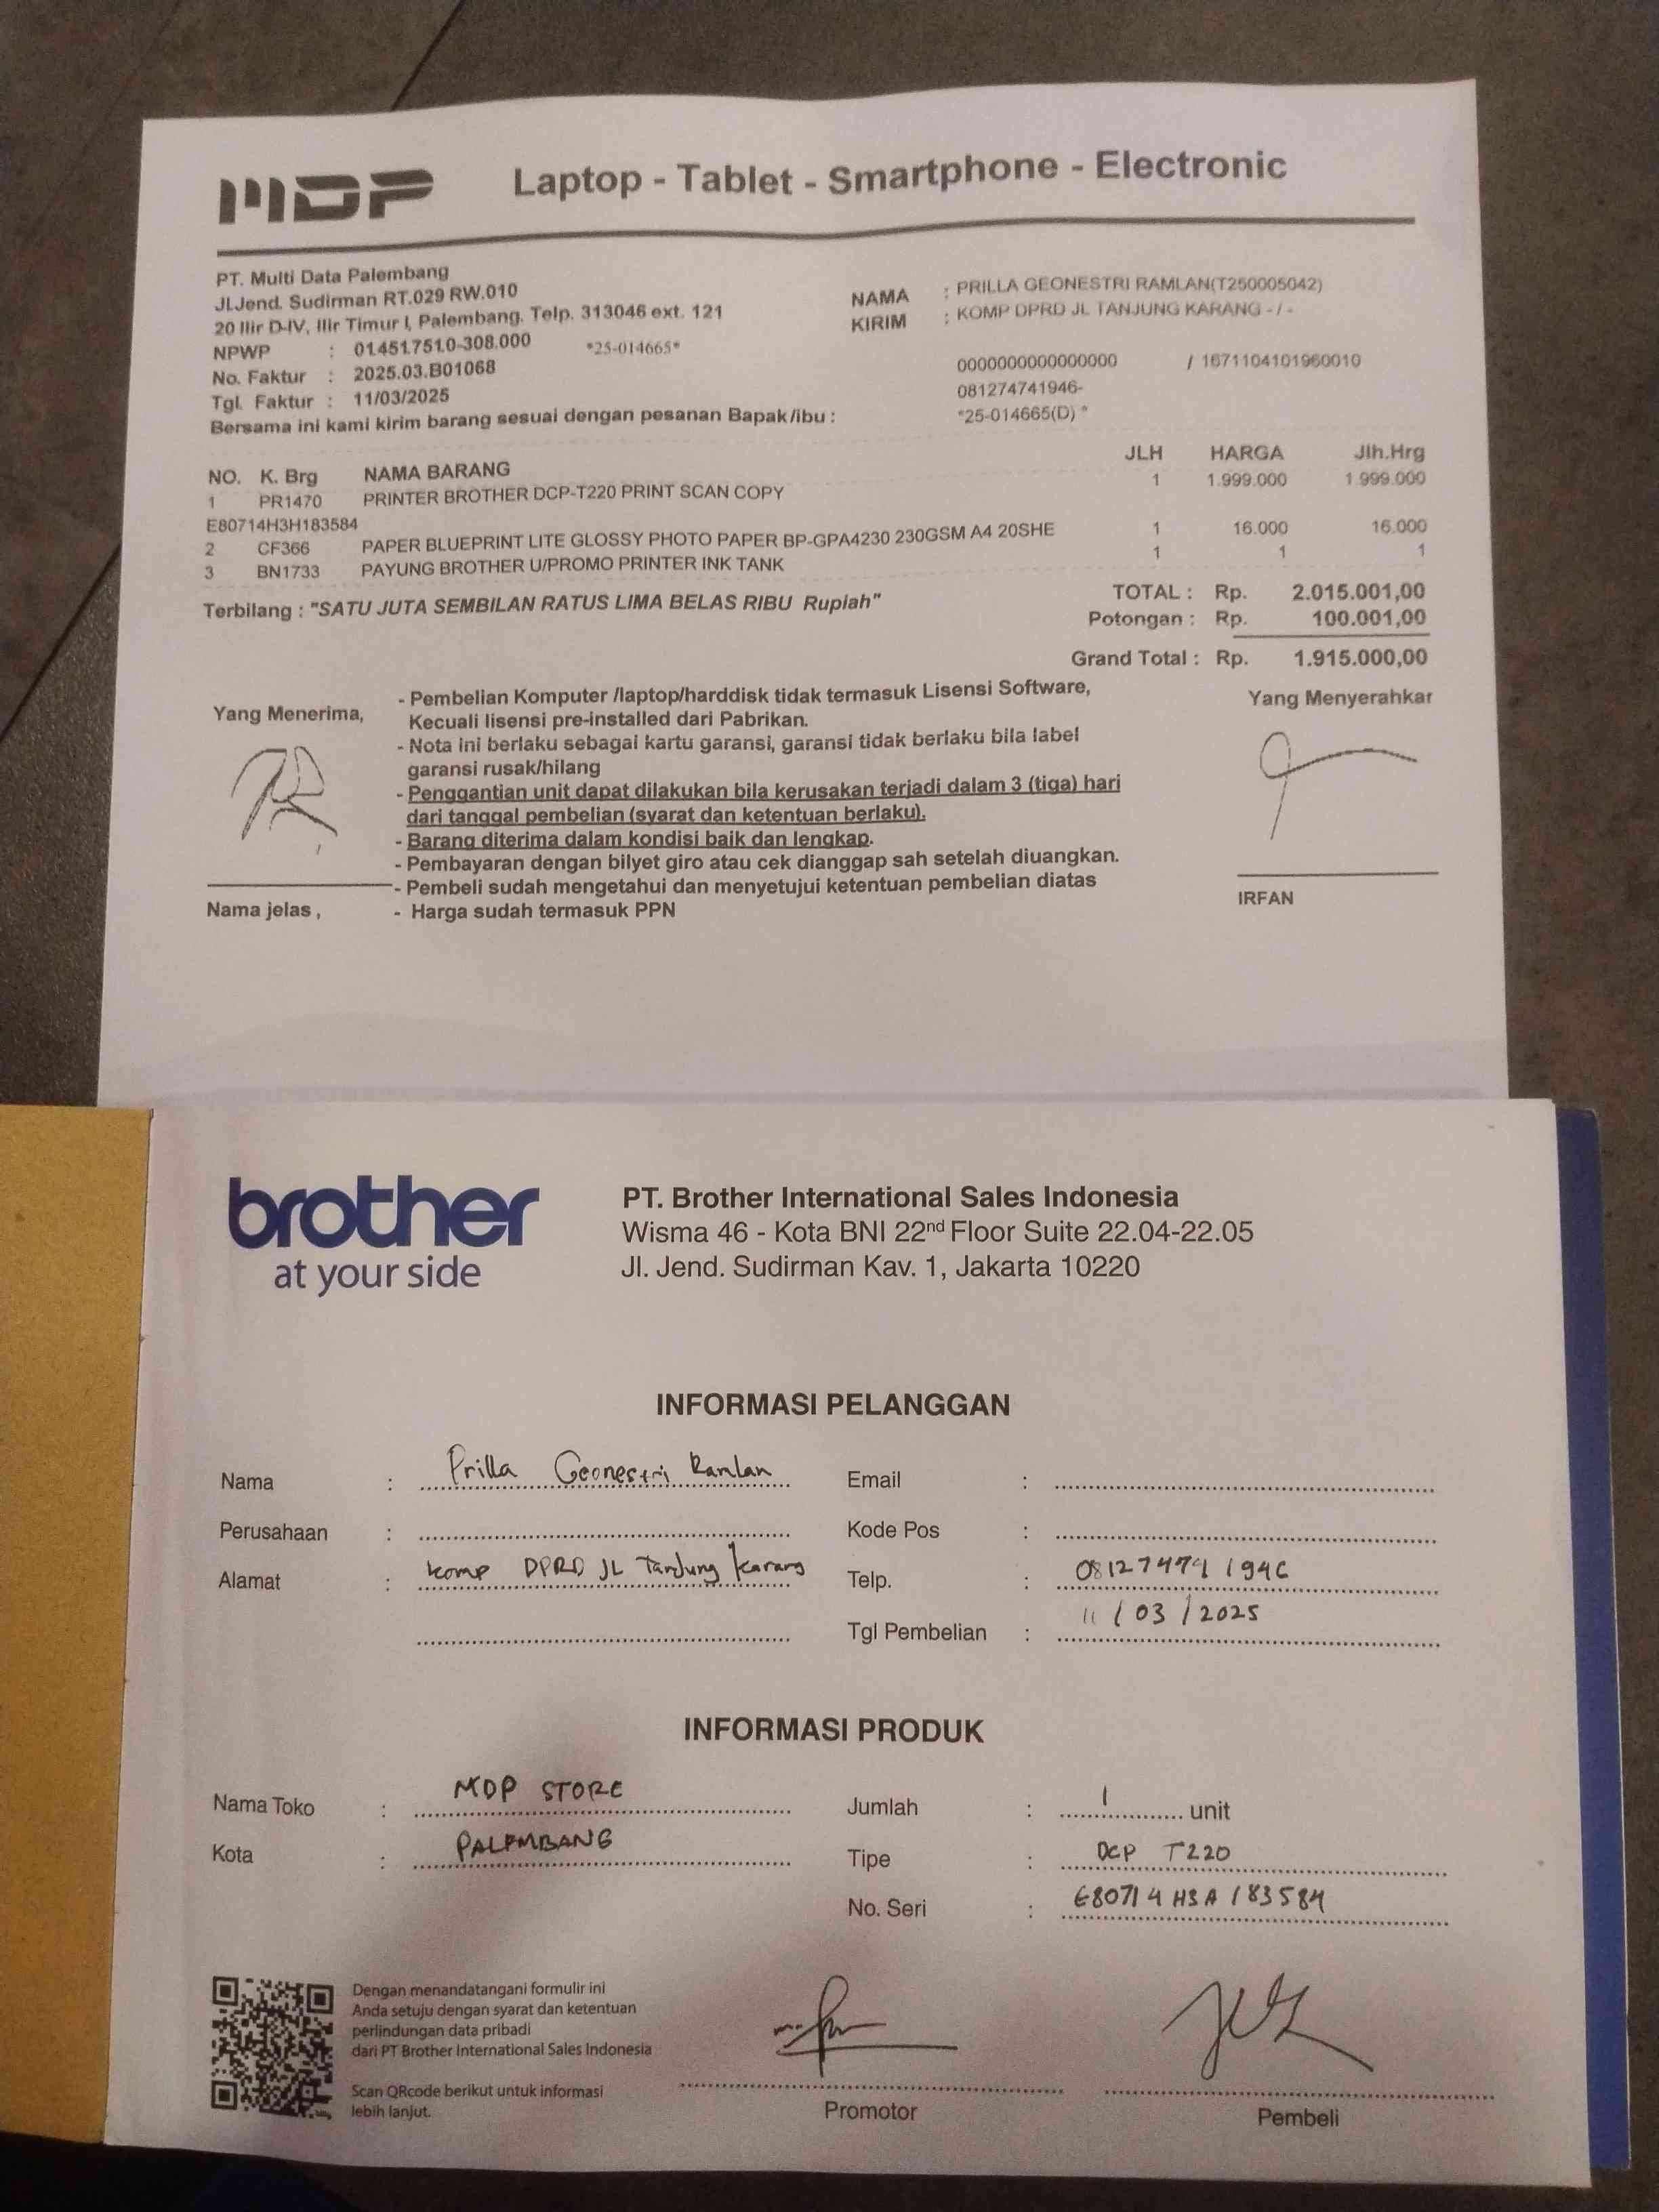 MDP
Laptop - Tablet - Smartphone - Electronic
PT. Multi Data Palembang
Jl.Jend. Sudirman RT.029 RW.010
20 Ilir D-IV, Ilir Timur I, Palembang. Telp. 313046 ext. 121
NPWP : 01.451.751.0-308.000 *25-014665*
No. Faktur : 2025.03.B01068
Tgl. Faktur : 11/03/2025
Bersama ini kami kirim barang sesuai dengan pesanan Bapak/ibu :
NAMA : PRILLA GEONESTRI RAMLAN(T250005042)
KIRIM : KOMP DPRD JL TANJUNG KARANG - / -
0000000000000000 / 1671104101960010
081274741946-
*25-014665(D) *
NO. K. Brg NAMA BARANG JLH HARGA Jlh.Hrg
1 PR1470 PRINTER BROTHER DCP-T220 PRINT SCAN COPY 1 1.999.000 1.999.000
E80714H3H183584
2 CF366 PAPER BLUEPRINT LITE GLOSSY PHOTO PAPER BP-GPA4230 230GSM A4 20SHE 1 16.000 16.000
3 BN1733 PAYUNG BROTHER U/PROMO PRINTER INK TANK 1 1 1
Terbilang : "SATU JUTA SEMBILAN RATUS LIMA BELAS RIBU Rupiah"
TOTAL : Rp. 2.015.001,00
Potongan : Rp. 100.001,00
Grand Total : Rp. 1.915.000,00
Yang Menerima,
- Pembelian Komputer /laptop/harddisk tidak termasuk Lisensi Software,
Kecuali lisensi pre-installed dari Pabrikan.
- Nota ini berlaku sebagai kartu garansi, garansi tidak berlaku bila label
garansi rusak/hilang
- Penggantian unit dapat dilakukan bila kerusakan terjadi dalam 3 (tiga) hari
dari tanggal pembelian (syarat dan ketentuan berlaku).
- Barang diterima dalam kondisi baik dan lengkap.
- Pembayaran dengan bilyet giro atau cek dianggap sah setelah diuangkan.
- Pembeli sudah mengetahui dan menyetujui ketentuan pembelian diatas
- Harga sudah termasuk PPN
Nama jelas ,
Yang Menyerahkar
IRFAN
brother
at your side
PT. Brother International Sales Indonesia
Wisma 46 - Kota BNI 22nd Floor Suite 22.04-22.05
Jl. Jend. Sudirman Kav. 1, Jakarta 10220
INFORMASI PELANGGAN
Nama : Prilla Geonestri Ramlan
Email :
Perusahaan :
Kode Pos :
Alamat : komp DPRD JL Tanjung karang
Telp. : 081274741946
Tgl Pembelian : 11/03/2025
INFORMASI PRODUK
Nama Toko : MDP STORE
Jumlah : 1 unit
Kota : PALEMBANG
Tipe : DCP T220
No. Seri : E80714H3A183584
Dengan menandatangani formulir ini
Anda setuju dengan syarat dan ketentuan
perlindungan data pribadi
dari PT Brother International Sales Indonesia
Scan QRcode berikut untuk informasi
lebih lanjut.
Promotor
Pembeli